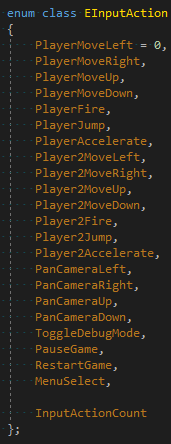 enum class EInputAction
{
PlayerMoveLeft = 0,
PlayerMoveRight,
PlayerMoveUp,
PlayerMoveDown,
PlayerFire,
PlayerJump,
PlayerAccelerate,
Player2MoveLeft,
Player2MoveRight,
Player2MoveUp,
Player2MoveDown,
Player2Fire,
Player2Jump,
Player2Accelerate,
PanCameraLeft,
PanCameraRight,
PanCameraUp,
PanCameraDown,
ToggleDebugMode,
PauseGame,
RestartGame,
MenuSelect,
InputActionCount
};